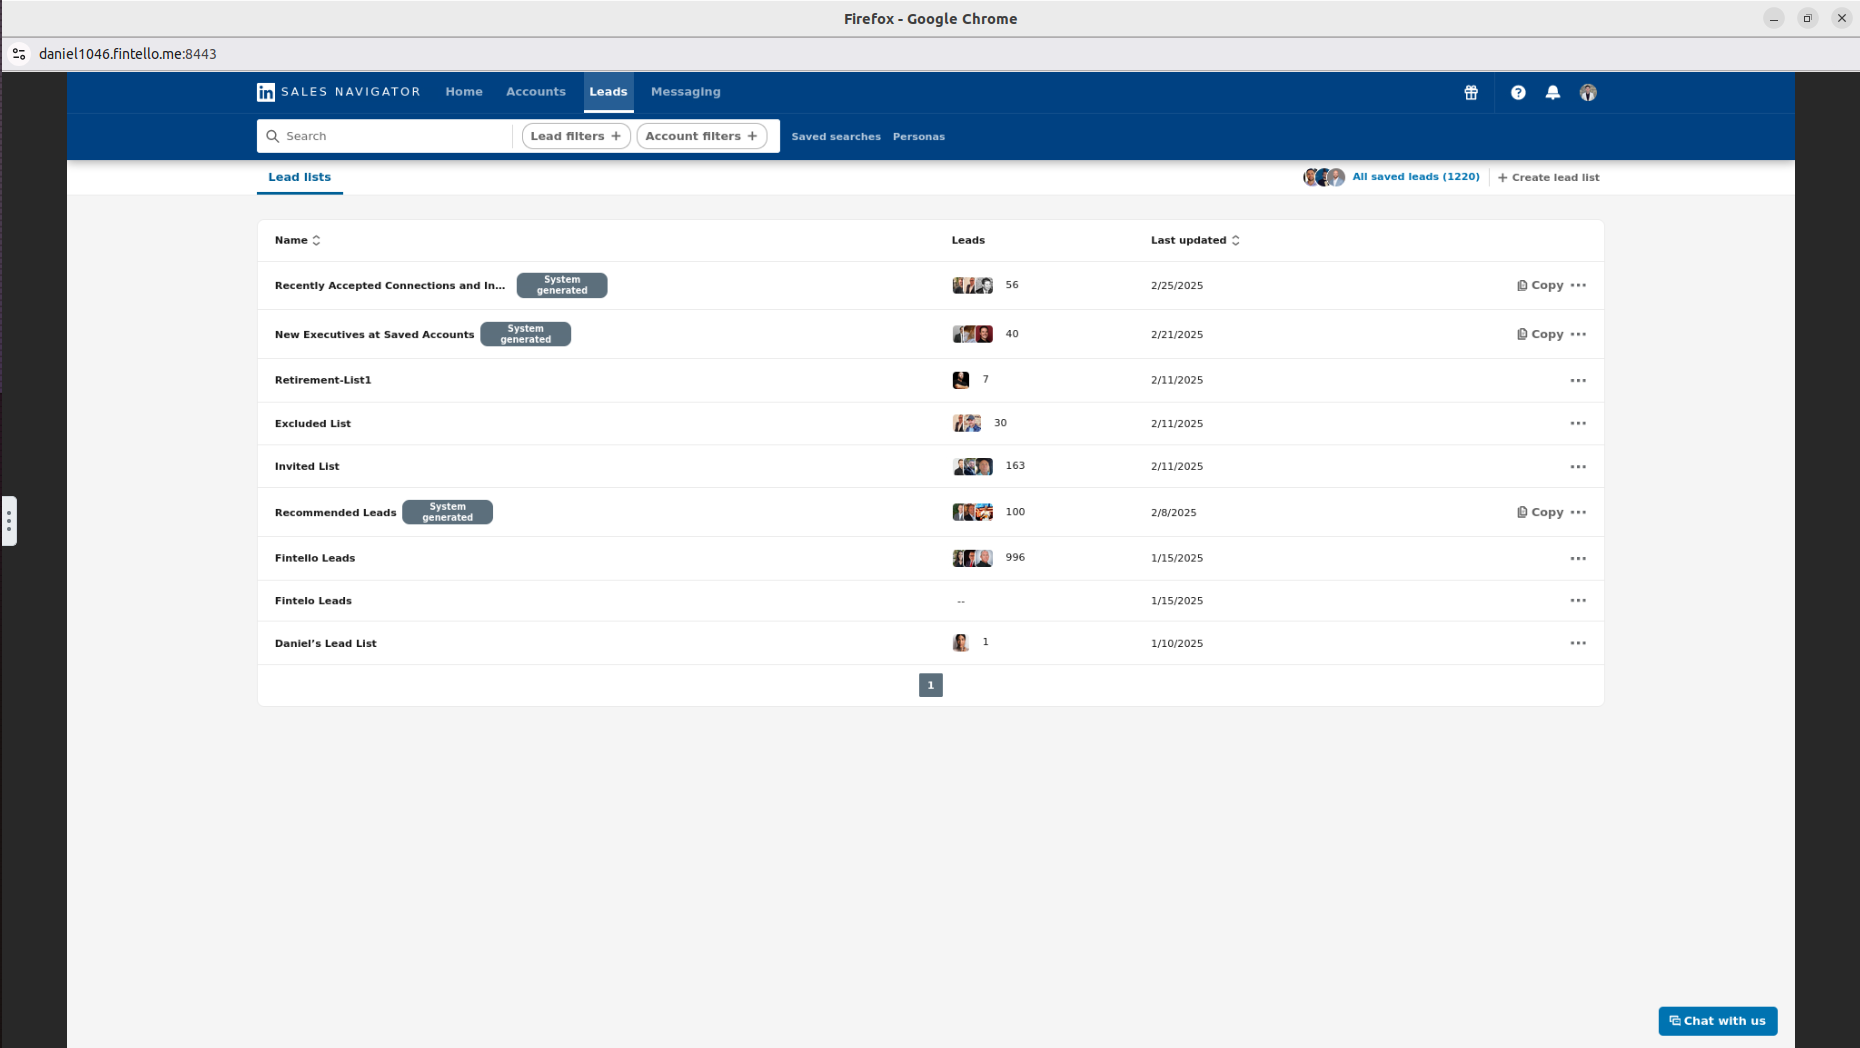 Firefox - Google Chrome
daniel1046.fintello.me:8443
in SALES NAVIGATOR Home Accounts Leads Messaging
Search Lead filters + Account filters + Saved searches Personas
Lead lists All saved leads (1220) + Create lead list
Name Leads Last updated
Recently Accepted Connections and In... System generated 56 2/25/2025 Copy
New Executives at Saved Accounts System generated 40 2/21/2025 Copy
Retirement-List1 7 2/11/2025
Excluded List 30 2/11/2025
Invited List 163 2/11/2025
Recommended Leads System generated 100 2/8/2025 Copy
Fintello Leads 996 1/15/2025
Fintelo Leads -- 1/15/2025
Daniel’s Lead List 1 1/10/2025
1
Chat with us